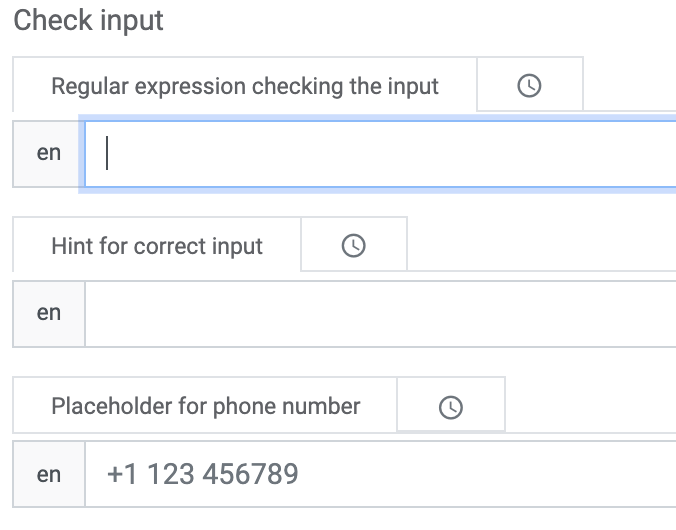 Check input
Regular expression checking the input
en
Hint for correct input
en
Placeholder for phone number
en +1 123 456789